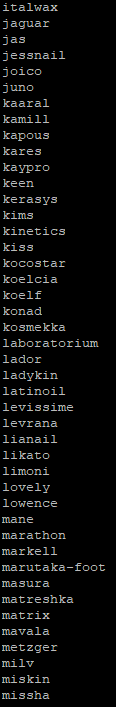 italwax
jaguar
jas
jessnail
joico
juno
kaaral
kamill
kapous
kares
kaypro
keen
kerasys
kims
kinetics
kiss
kocostar
koelcia
koelf
konad
kosmekka
laboratorium
lador
ladykin
latinoil
levissime
levrana
lianail
likato
limoni
lovely
lowence
mane
marathon
markell
marutaka-foot
masura
matreshka
matrix
mavala
metzger
milv
miskin
missha